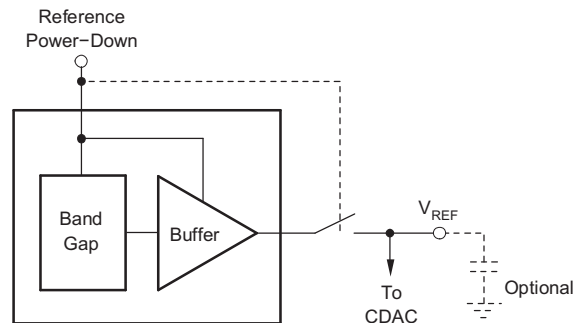 Reference
Power−Down
Band
Gap
Buffer
V_REF
To
CDAC
Optional